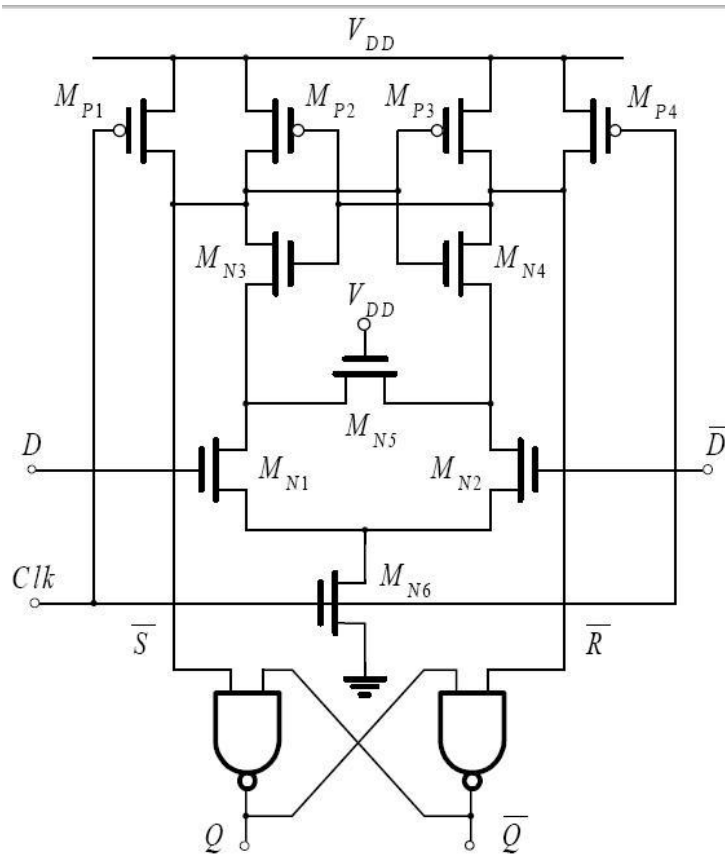 V_DD
M_P1
M_P2
M_P3
M_P4
M_N3
M_N4
V_DD
M_N5
D
M_N1
M_N2
D̅
Clk
M_N6
S̅
R̅
Q
Q̅